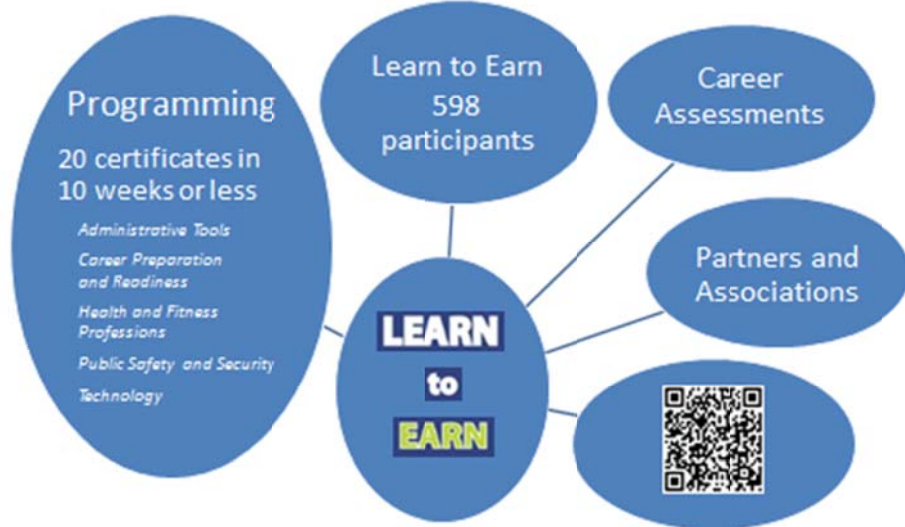 Programming
20 certificates in
10 weeks or less
Administrative Tools
Career Preparation
and Readiness
Health and Fitness
Professions
Public Safety and Security
Technology
Learn to Earn
598
participants
Career
Assessments
Partners and
Associations
LEARN
to
EARN